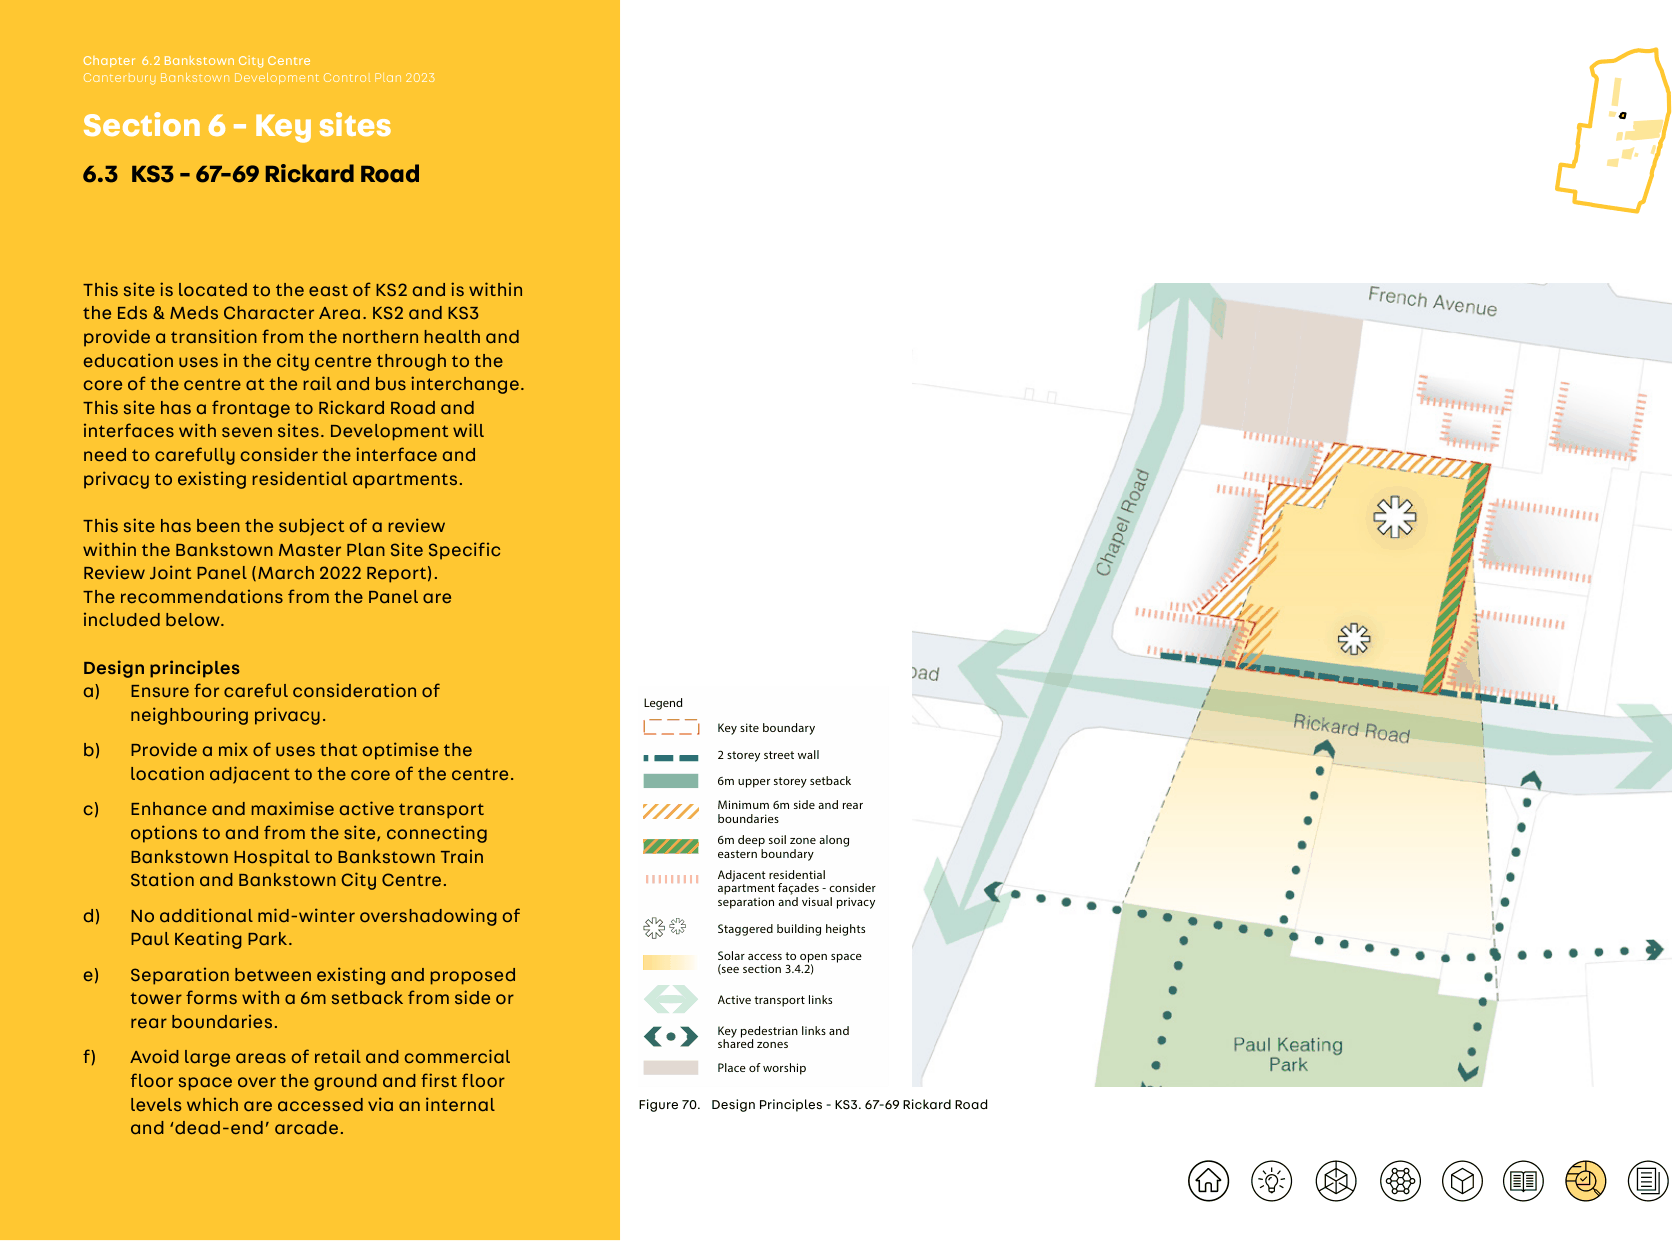 Chapter 6.2 Bankstown City Centre
Canterbury Bankstown Development Control Plan 2023
Section 6 – Key sites
6.3 KS3 – 67-69 Rickard Road
This site is located to the east of KS2 and is within
the Eds & Meds Character Area. KS2 and KS3
provide a transition from the northern health and
education uses in the city centre through to the
core of the centre at the rail and bus interchange.
This site has a frontage to Rickard Road and
interfaces with seven sites. Development will
need to carefully consider the interface and
privacy to existing residential apartments.
This site has been the subject of a review
within the Bankstown Master Plan Site Specific
Review Joint Panel (March 2022 Report).
The recommendations from the Panel are
included below.
Design principles
a) Ensure for careful consideration of
neighbouring privacy.
b) Provide a mix of uses that optimise the
location adjacent to the core of the centre.
c) Enhance and maximise active transport
options to and from the site, connecting
Bankstown Hospital to Bankstown Train
Station and Bankstown City Centre.
d) No additional mid-winter overshadowing of
Paul Keating Park.
e) Separation between existing and proposed
tower forms with a 6m setback from side or
rear boundaries.
f) Avoid large areas of retail and commercial
floor space over the ground and first floor
levels which are accessed via an internal
and ‘dead-end’ arcade.
Legend
Key site boundary
2 storey street wall
6m upper storey setback
Minimum 6m side and rear
boundaries
6m deep soil zone along
eastern boundary
Adjacent residential
apartment façades - consider
separation and visual privacy
Staggered building heights
Solar access to open space
(see section 3.4.2)
Active transport links
Key pedestrian links and
shared zones
Place of worship
a
French Avenue
Chapel Road
oad
Rickard Road
Paul Keating
Park
Figure 70. Design Principles - KS3. 67-69 Rickard Road